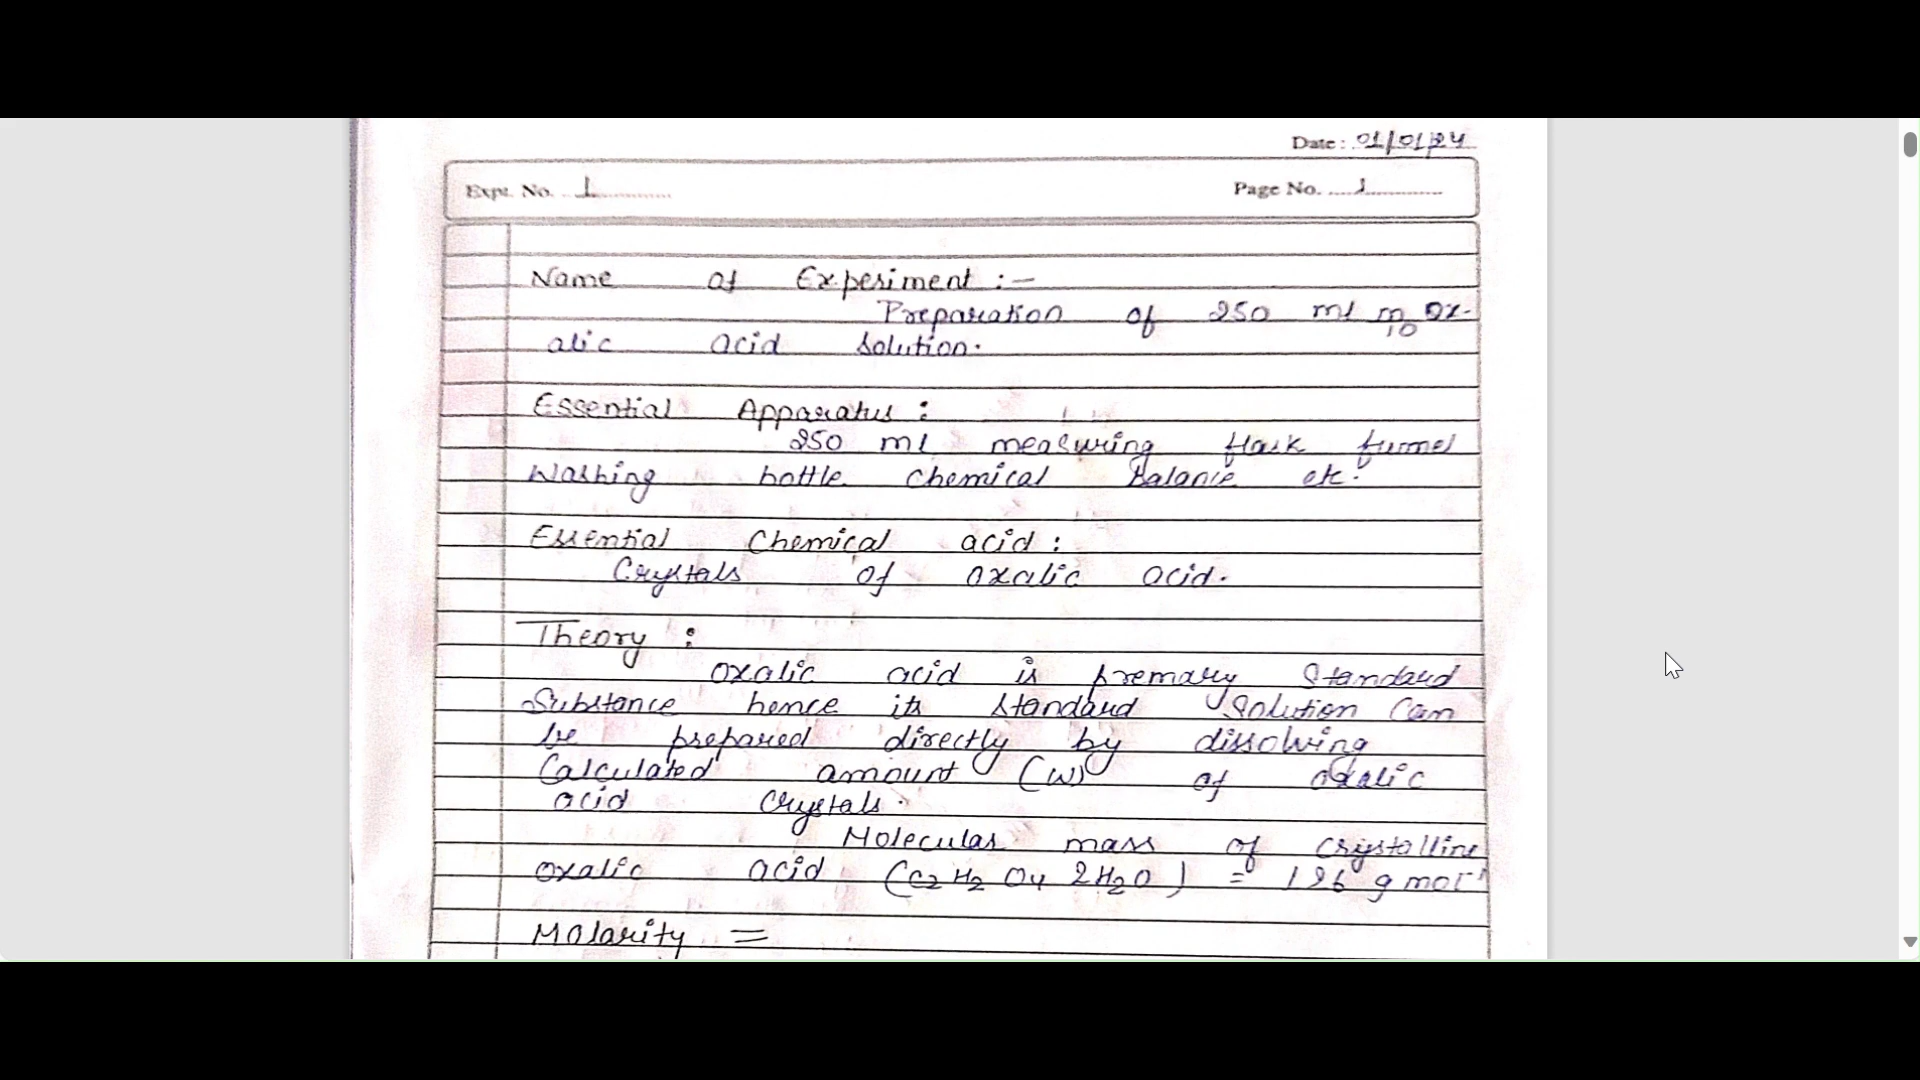 Date : 01/01/24
Expt. No. 1
Page No. 1
Name of Experiment :-
Preparation of 250 ml m/10 Ox-
alic acid solution.
Essential Apparatus :
250 ml measuring flask funnel
Washing bottle chemical Balance etc.
Essential Chemical acid :
Crystals of oxalic acid.
Theory :
Oxalic acid is premary Standard
Substance hence its standard Solution Can
be prepared directly by dissolving
Calculated amount (W) of oxalic
acid crystals.
Molecular mass of crystalline
oxalic acid (C2 H2 O4 2H2O) = 126 g mol-1
Molarity =